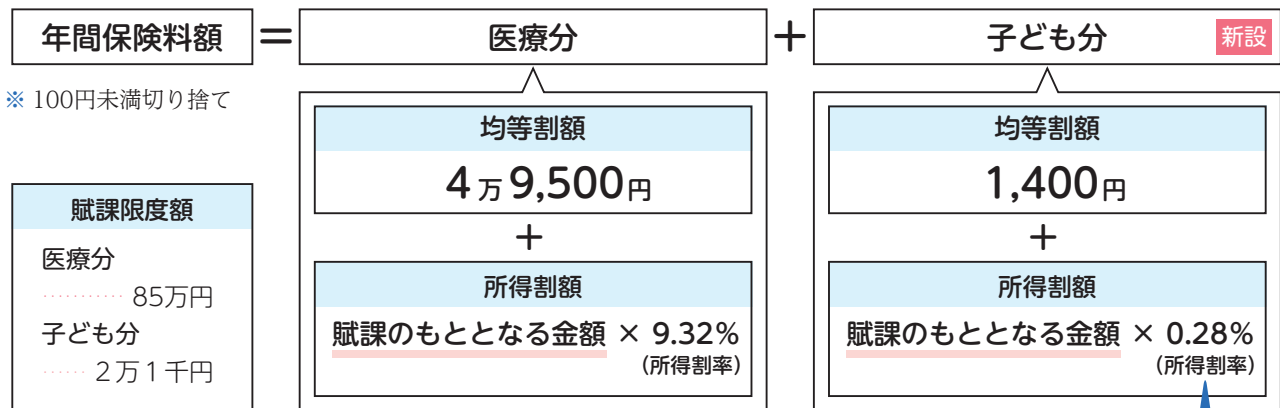 年間保険料額 = 医療分 + 子ども分 新設
※ 100円未満切り捨て
賦課限度額
医療分
………… 85万円
子ども分
…… 2万1千円
均等割額
4万9,500円
+
所得割額
賦課のもととなる金額 × 9.32%
(所得割率)
均等割額
1,400円
+
所得割額
賦課のもととなる金額 × 0.28%
(所得割率)